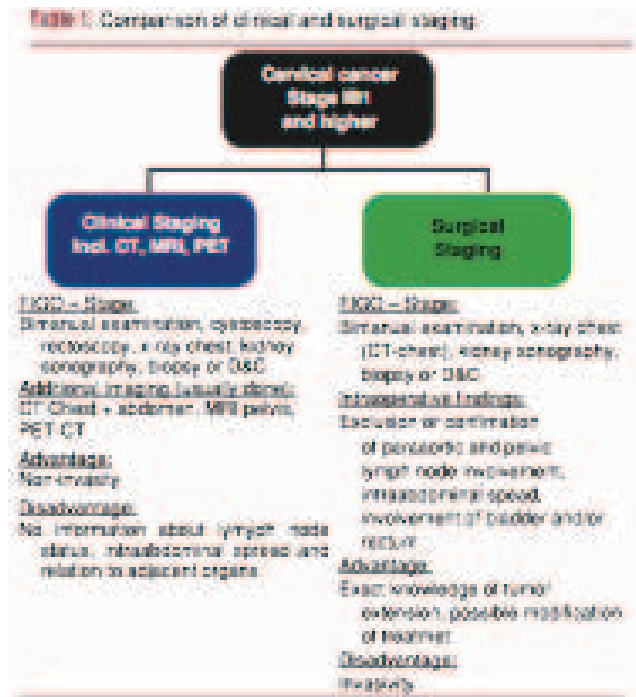 Table 1. Comparison of clinical and surgical staging.
Cervical cancer
Stage
and higher
Clinical Staging
incl. CT, MRI, PET
Surgical
Staging
FIGO – Stage:
Bimanual examination, cystoscopy,
rectoscopy, x-ray chest, kidney
sonography, biopsy or D&C
Additional imaging (usually done):
CT Chest + abdomen, MRI pelvis,
PET-CT
Advantage:
Non-invasity
Disadvantage:
No information about lymph node
status, intraabdominal spread and
relation to adjacent organs
FIGO – Stage:
Bimanual examination, x-ray chest
(CT-chest), kidney sonography,
biopsy or D&C
Intraoperative findings:
Exclusion or confirmation
of paraaortic and pelvic
lymph node involvement,
intraabdominal spread,
involvement of bladder and/or
rectum
Advantage:
Exact knowledge of tumor
extension, possible modification
of
Disadvantage:
Invasivity